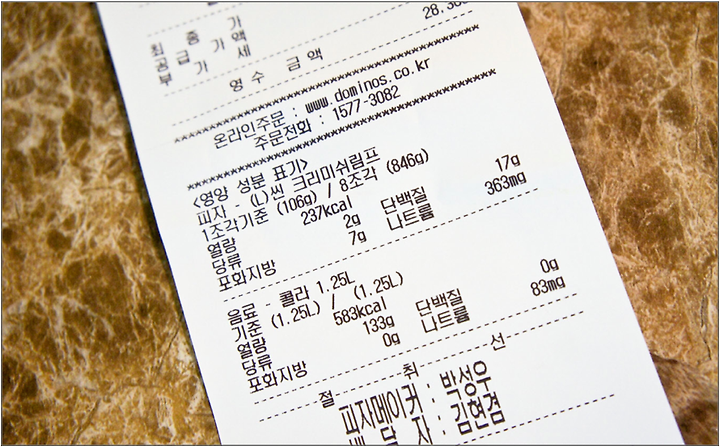 최 종 가
공 급 가 액
부 가 세
영 수 금 액
*******************************
온라인주문 : www.dominos.co.kr
주문전화 : 1577-3082
*******************************
<영양 성분 표기>
피자 - (L)씬 크리미쉬림프
1조각기준 (106g) / 8조각 (846g)
열량 237kcal 단백질 17g
당류 2g 나트륨 363mg
포화지방 7g
음료 - 콜라 1.25L
기준 (1.25L) / (1.25L)
열량 583kcal 단백질 0g
당류 133g 나트륨 83mg
포화지방 0g
절 취 선
피자메이커 : 박성우
배 달 자 : 김현겸